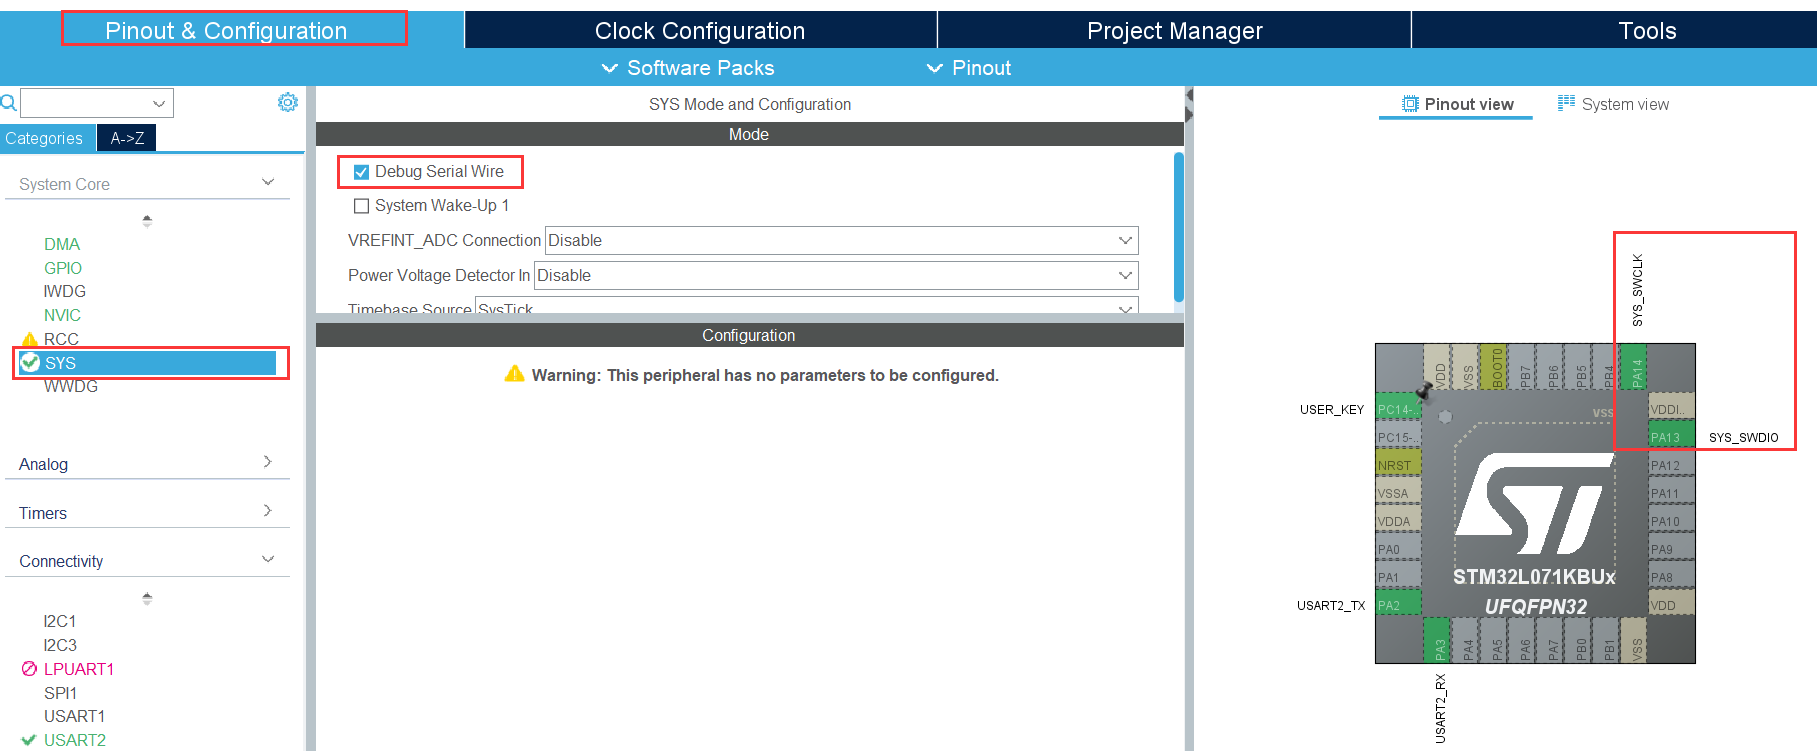 Pinout & Configuration
Clock Configuration
Project Manager
Tools
Software Packs
Pinout
Categories
A->Z
System Core
DMA
GPIO
IWDG
NVIC
RCC
SYS
WWDG
Analog
Timers
Connectivity
I2C1
I2C3
LPUART1
SPI1
USART1
USART2
SYS Mode and Configuration
Mode
Debug Serial Wire
System Wake-Up 1
VREFINT_ADC Connection Disable
Power Voltage Detector In Disable
Timebase Source SysTick
Configuration
Warning: This peripheral has no parameters to be configured.
Pinout view
System view
SYS_SWCLK
VDD
VSS
BOOT0
PB7
PB6
PB5
PB4
PA14
USER_KEY
PC14-..
PC15-..
NRST
VSSA
VDDA
PA0
PA1
USART2_TX
PA2
VSS
VDDI..
PA13
SYS_SWDIO
PA12
PA11
PA10
PA9
PA8
VDD
ST
STM32L071KBUx
UFQFPN32
PA3
PA4
PA5
PA6
PA7
PB0
PB1
VSS
USART2_RX